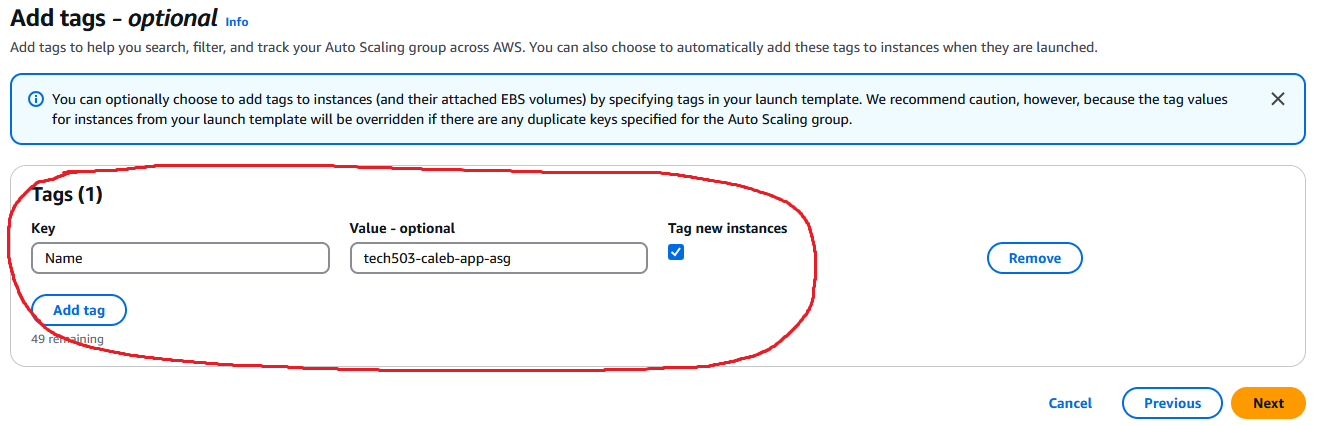 Add tags - optional Info
Add tags to help you search, filter, and track your Auto Scaling group across AWS. You can also choose to automatically add these tags to instances when they are launched.
You can optionally choose to add tags to instances (and their attached EBS volumes) by specifying tags in your launch template. We recommend caution, however, because the tag values
for instances from your launch template will be overridden if there are any duplicate keys specified for the Auto Scaling group.
Tags (1)
Key Value - optional Tag new instances
Name tech503-caleb-app-asg Remove
Add tag
49 remaining
Cancel Previous Next